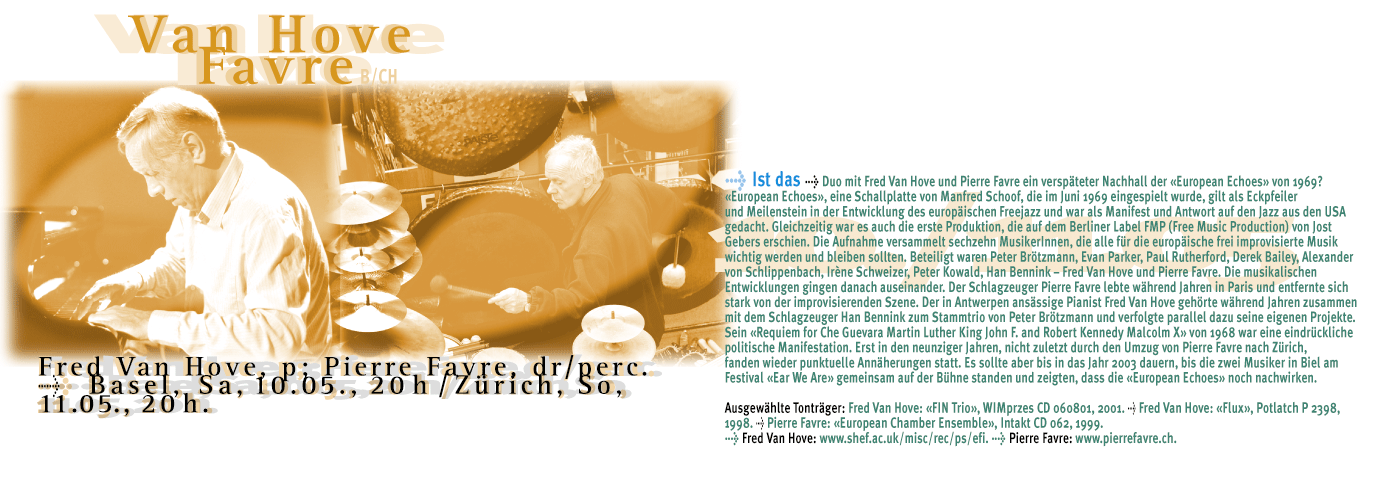 Van Hove
Favre B/CH
Fred Van Hove, p; Pierre Favre, dr/perc.
Basel, Sa, 10.05., 20 h / Zürich, So,
11.05., 20 h.
Ist das Duo mit Fred Van Hove und Pierre Favre ein verspäteter Nachhall der «European Echoes» von 1969?
«European Echoes», eine Schallplatte von Manfred Schoof, die im Juni 1969 eingespielt wurde, gilt als Eckpfeiler
und Meilenstein in der Entwicklung des europäischen Freejazz und war als Manifest und Antwort auf den Jazz aus den USA
gedacht. Gleichzeitig war es auch die erste Produktion, die auf dem Berliner Label FMP (Free Music Production) von Jost
Gebers erschien. Die Aufnahme versammelt sechzehn MusikerInnen, die alle für die europäische frei improvisierte Musik
wichtig werden und bleiben sollten. Beteiligt waren Peter Brötzmann, Evan Parker, Paul Rutherford, Derek Bailey, Alexander
von Schlippenbach, Irène Schweizer, Peter Kowald, Han Bennink – Fred Van Hove und Pierre Favre. Die musikalischen
Entwicklungen gingen danach auseinander. Der Schlagzeuger Pierre Favre lebte während Jahren in Paris und entfernte sich
stark von der improvisierenden Szene. Der in Antwerpen ansässige Pianist Fred Van Hove gehörte während Jahren zusammen
mit dem Schlagzeuger Han Bennink zum Stammtrio von Peter Brötzmann und verfolgte parallel dazu seine eigenen Projekte.
Sein «Requiem for Che Guevara Martin Luther King John F. and Robert Kennedy Malcolm X» von 1968 war eine eindrückliche
politische Manifestation. Erst in den neunziger Jahren, nicht zuletzt durch den Umzug von Pierre Favre nach Zürich,
fanden wieder punktuelle Annäherungen statt. Es sollte aber bis in das Jahr 2003 dauern, bis die zwei Musiker in Biel am
Festival «Ear We Are» gemeinsam auf der Bühne standen und zeigten, dass die «European Echoes» noch nachwirken.
Ausgewählte Tonträger: Fred Van Hove: «FIN Trio», WIMprzes CD 060801, 2001. Fred Van Hove: «Flux», Potlatch P 2398,
1998. Pierre Favre: «European Chamber Ensemble», Intakt CD 062, 1999.
Fred Van Hove: www.shef.ac.uk/misc/rec/ps/efi. Pierre Favre: www.pierrefavre.ch.